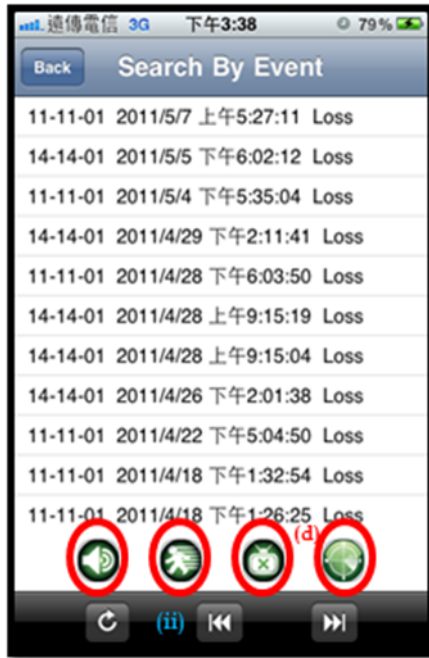 遠傳電信 3G 下午3:38 79%
Back Search By Event
11-11-01 2011/5/7 上午5:27:11 Loss
14-14-01 2011/5/5 下午6:02:12 Loss
11-11-01 2011/5/4 下午5:35:04 Loss
14-14-01 2011/4/29 下午2:11:41 Loss
11-11-01 2011/4/28 下午6:03:50 Loss
14-14-01 2011/4/28 上午9:15:19 Loss
14-14-01 2011/4/28 上午9:15:04 Loss
14-14-01 2011/4/26 下午2:01:38 Loss
11-11-01 2011/4/22 下午5:04:50 Loss
11-11-01 2011/4/18 下午1:32:54 Loss
11-11-01 2011/4/18 下午1:26:25 Loss
(d)
(ii)